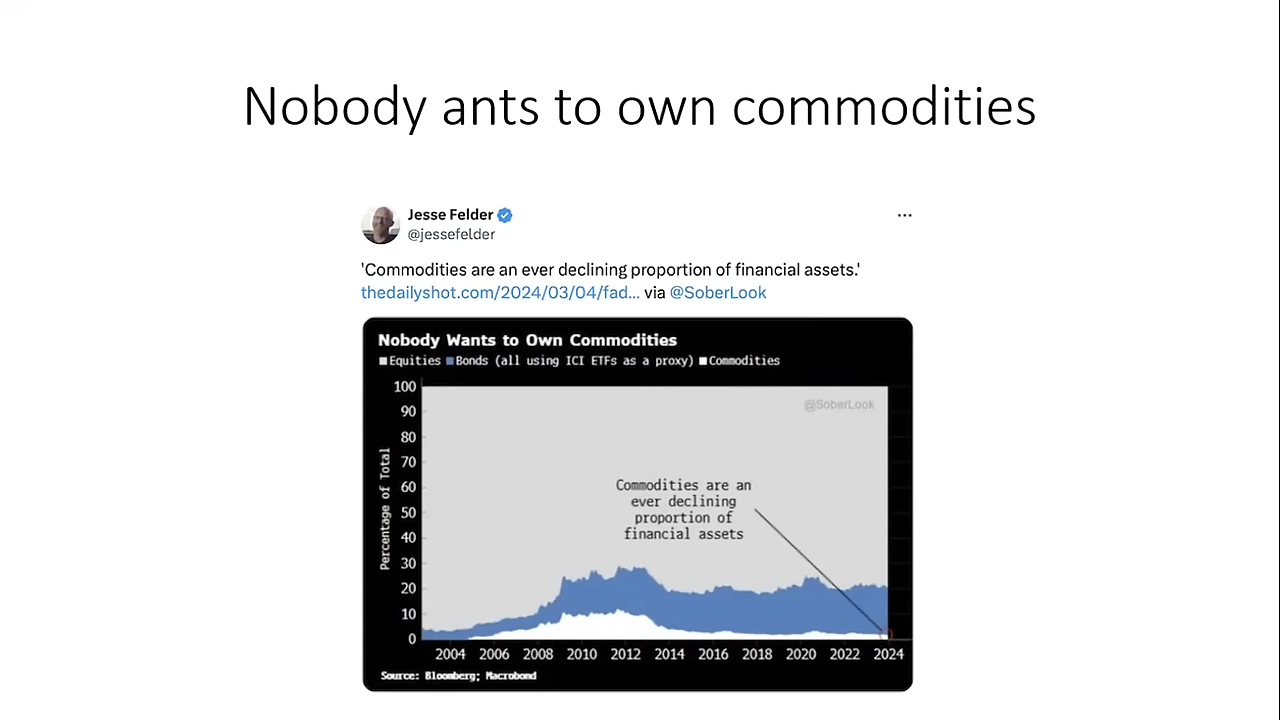 Nobody ants to own commodities
Jesse Felder
@jessefelder
...
'Commodities are an ever declining proportion of financial assets.'
thedailyshot.com/2024/03/04/fad... via @SoberLook
Nobody Wants to Own Commodities
Equities Bonds (all using ICI ETFs as a proxy) Commodities
@SoberLook
Percentage of Total
100
90
80
70
60
50
40
30
20
10
0
Commodities are an
ever declining
proportion of
financial assets
2004 2006 2008 2010 2012 2014 2016 2018 2020 2022 2024
Source: Bloomberg; Macrobond